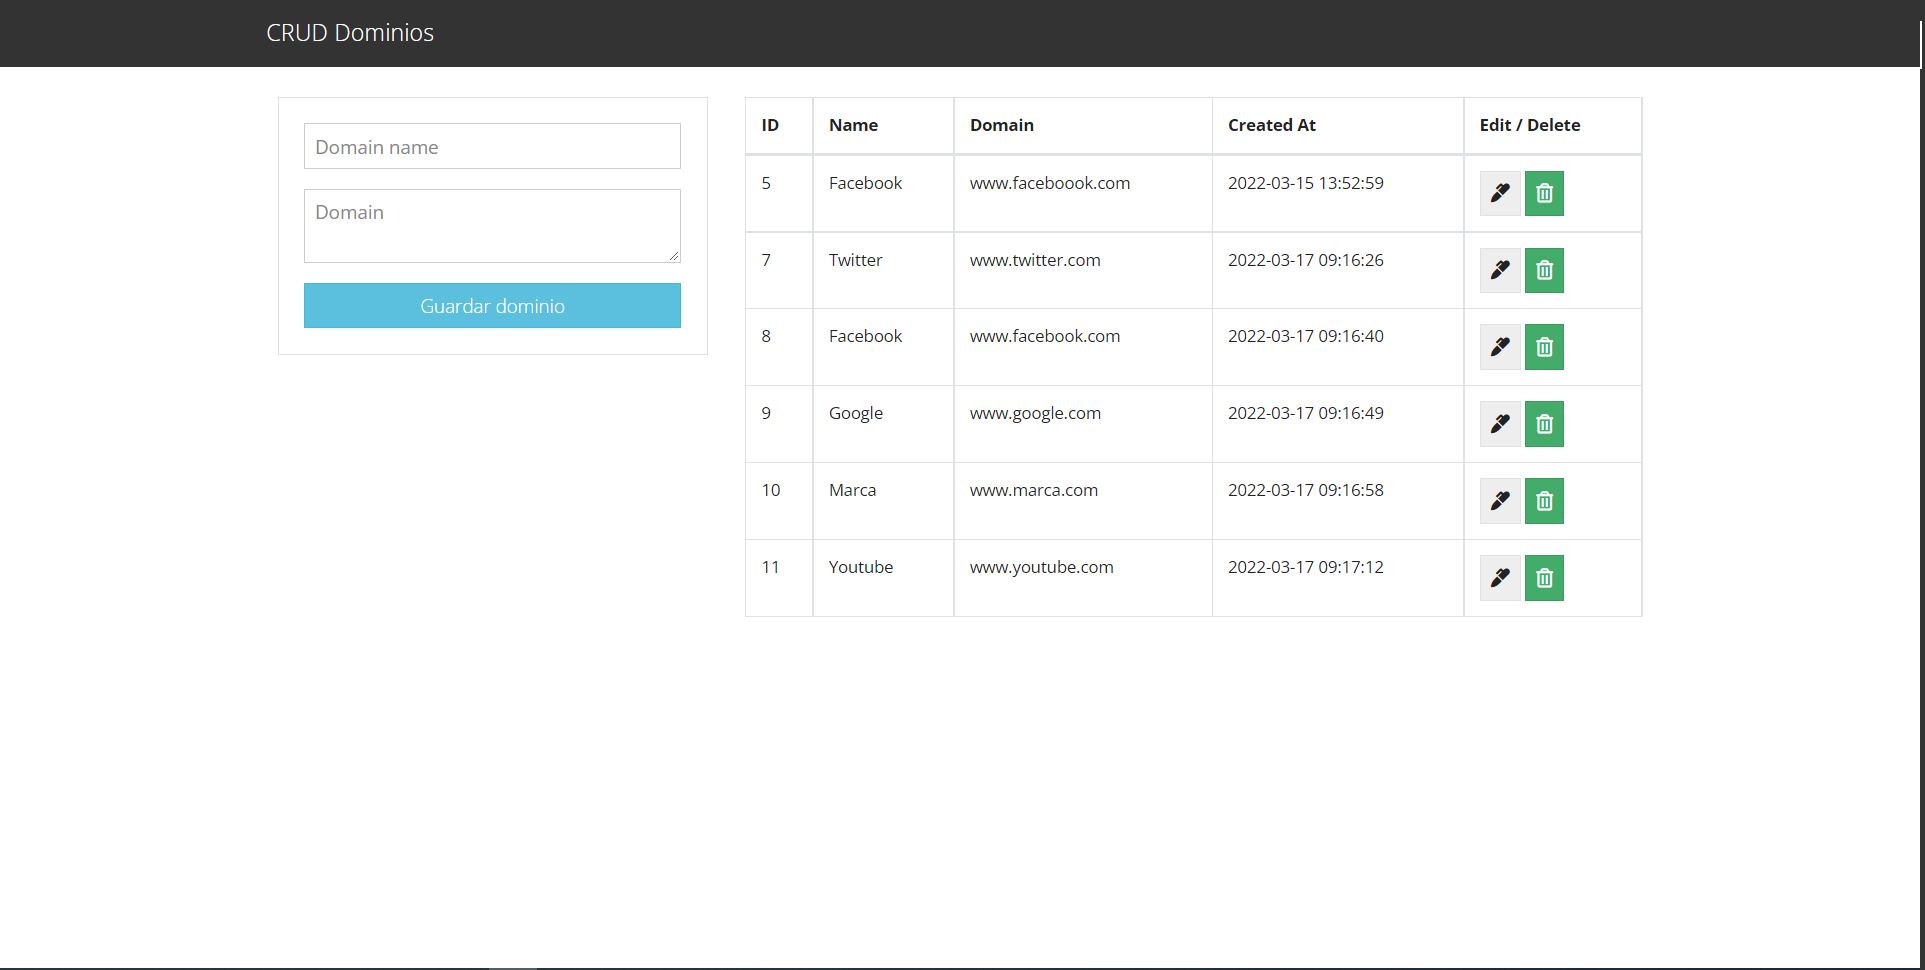 CRUD Dominios
Domain name
Domain
Guardar dominio
ID Name Domain Created At Edit / Delete
5 Facebook www.faceboook.com 2022-03-15 13:52:59
7 Twitter www.twitter.com 2022-03-17 09:16:26
8 Facebook www.facebook.com 2022-03-17 09:16:40
9 Google www.google.com 2022-03-17 09:16:49
10 Marca www.marca.com 2022-03-17 09:16:58
11 Youtube www.youtube.com 2022-03-17 09:17:12